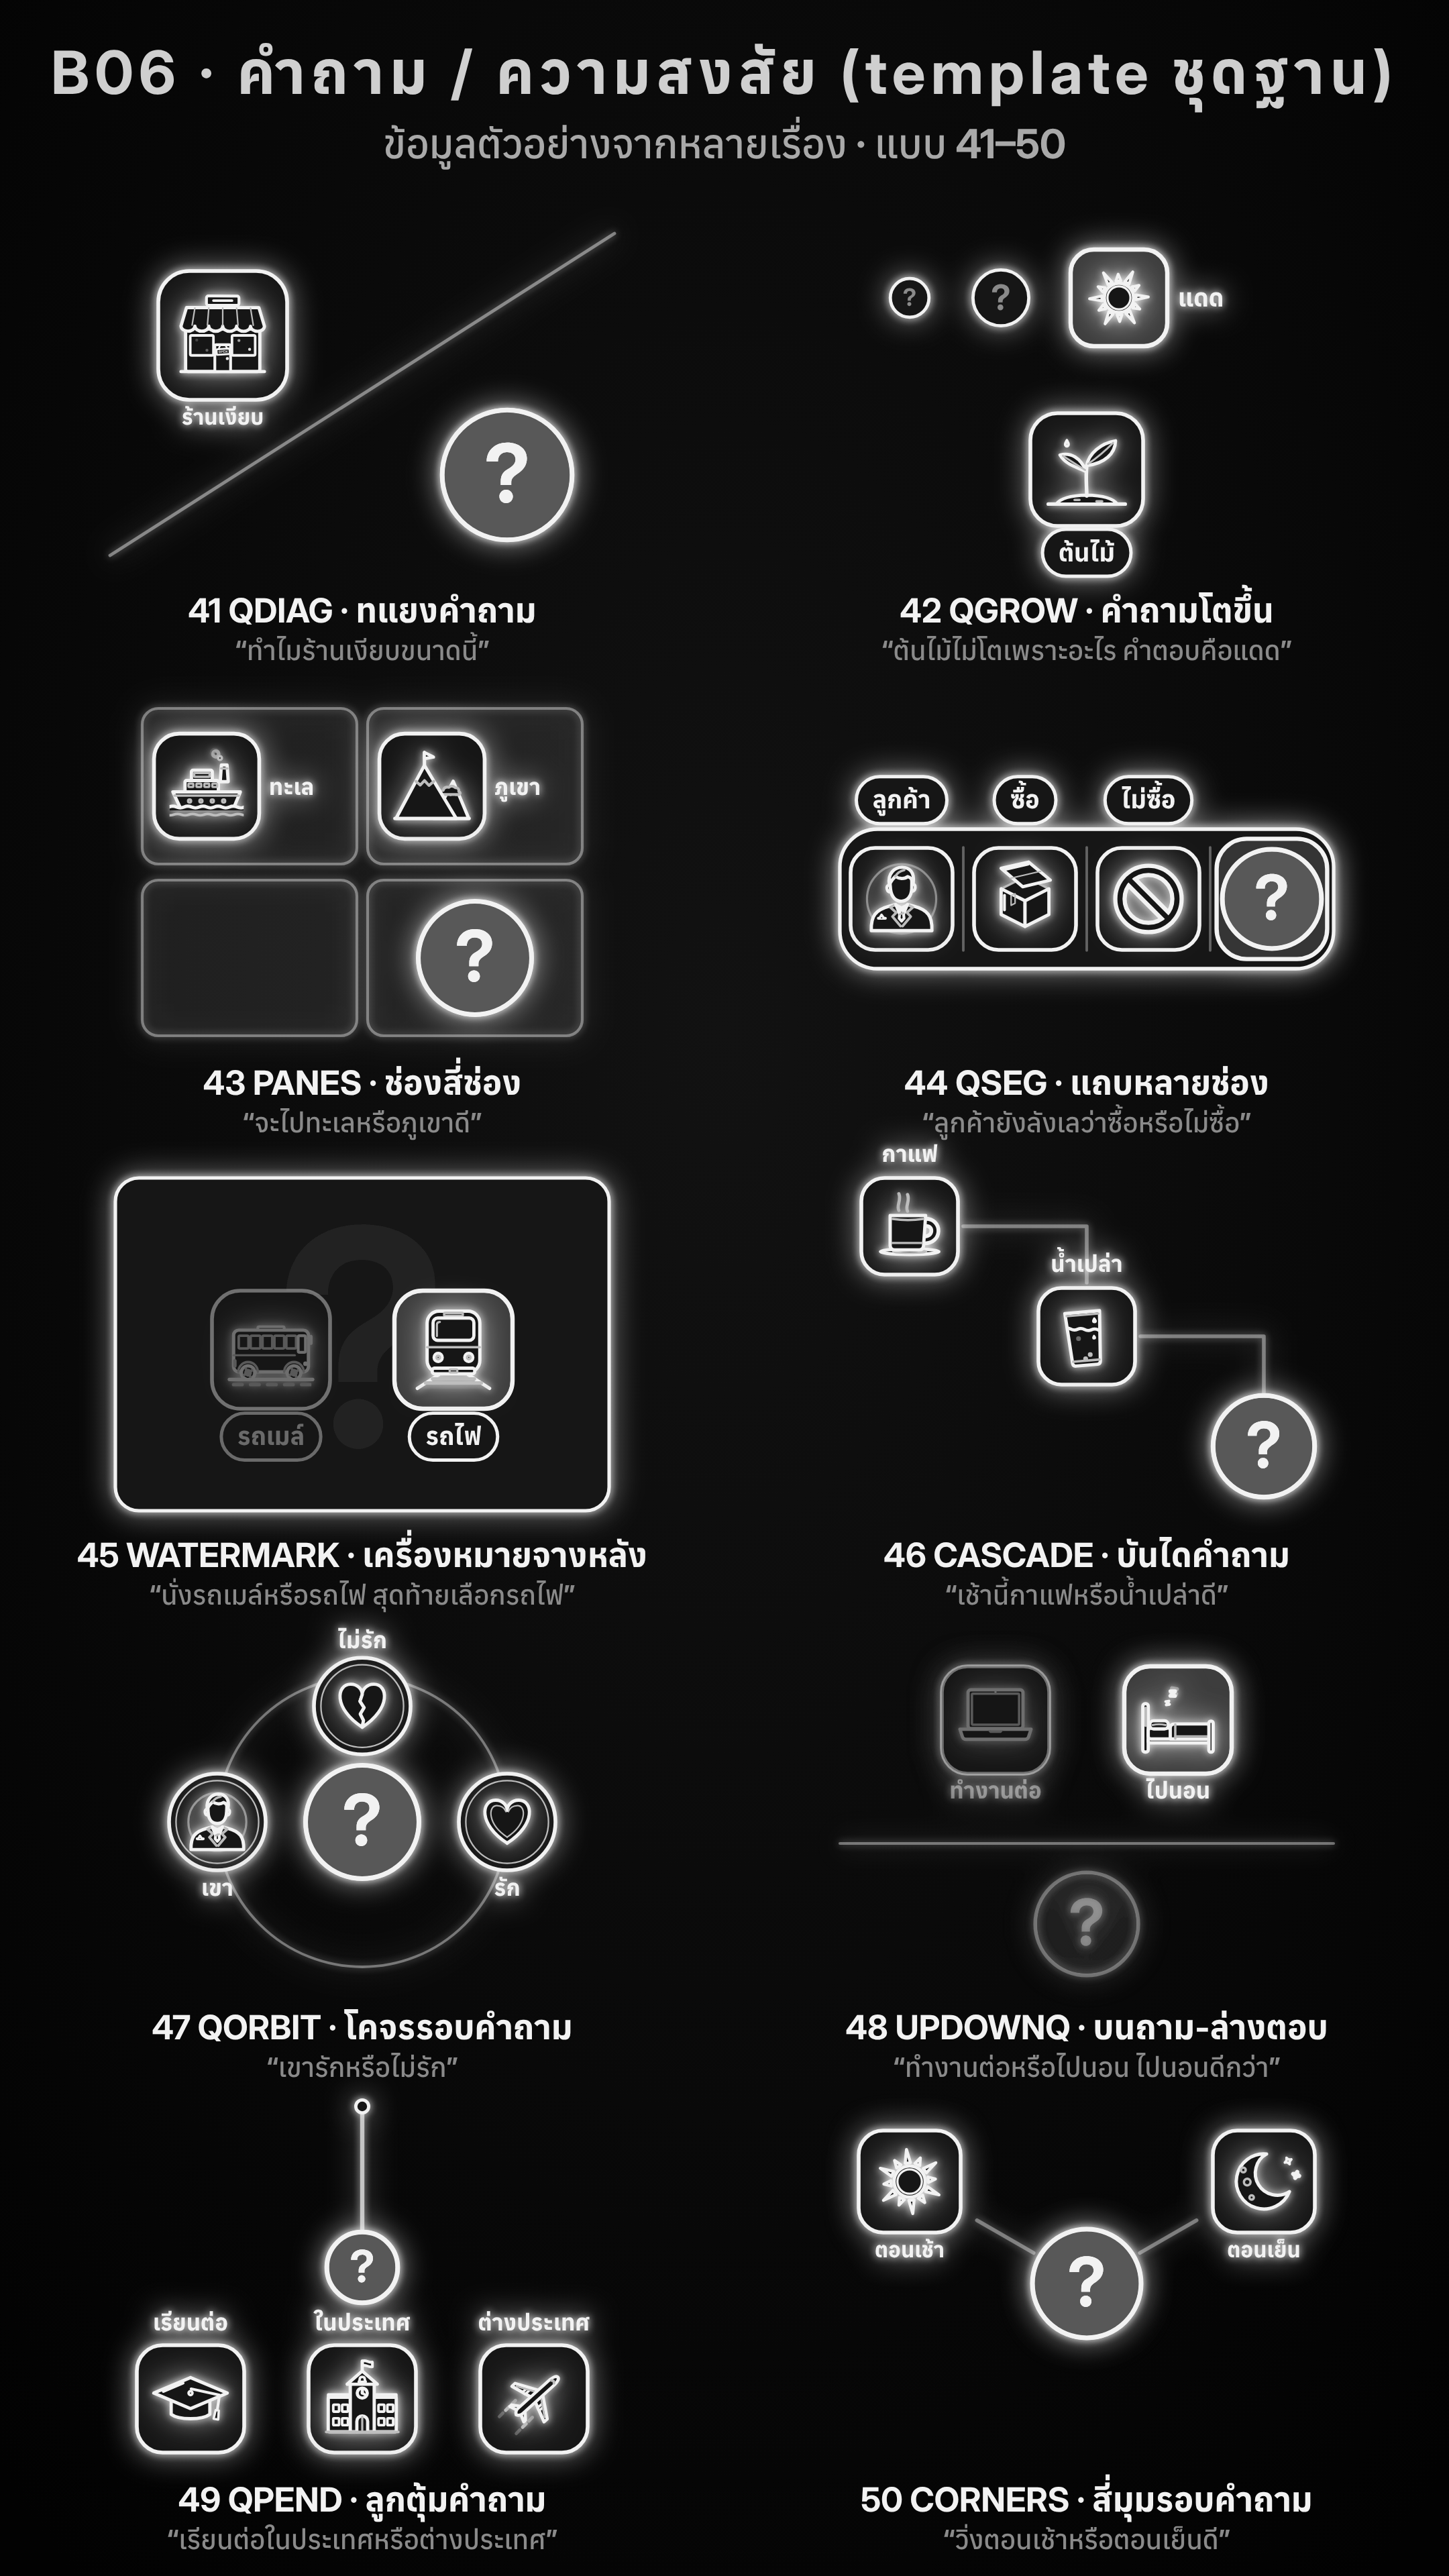 B06 · คำถาม / ความสงสัย (template ชุดฐาน)
ข้อมูลตัวอย่างจากหลายเรื่อง · แบบ 41–50
ร้านเงียบ
?
41 QDIAG · ทแยงคำถาม
“ทำไมร้านเงียบขนาดนี้”
? ? แดด
ต้นไม้
42 QGROW · คำถามโตขึ้น
“ต้นไม้ไม่โตเพราะอะไร คำตอบคือแดด”
ทะเล ภูเขา
?
43 PANES · ช่องสี่ช่อง
“จะไปทะเลหรือภูเขาดี”
ลูกค้า ซื้อ ไม่ซื้อ
?
44 QSEG · แถบหลายช่อง
“ลูกค้ายังลังเลว่าซื้อหรือไม่ซื้อ”
?
รถเมล์ รถไฟ
45 WATERMARK · เครื่องหมายจางหลัง
“นั่งรถเมล์หรือรถไฟ สุดท้ายเลือกรถไฟ”
กาแฟ
น้ำเปล่า
?
46 CASCADE · บันไดคำถาม
“เช้านี้กาแฟหรือน้ำเปล่าดี”
ไม่รัก
?
เขา รัก
47 QORBIT · โคจรรอบคำถาม
“เขารักหรือไม่รัก”
ทำงานต่อ ไปนอน
?
48 UPDOWNQ · บนถาม-ล่างตอบ
“ทำงานต่อหรือไปนอน ไปนอนดีกว่า”
?
เรียนต่อ ในประเทศ ต่างประเทศ
49 QPEND · ลูกตุ้มคำถาม
“เรียนต่อในประเทศหรือต่างประเทศ”
ตอนเช้า ตอนเย็น
?
50 CORNERS · สี่มุมรอบคำถาม
“วิ่งตอนเช้าหรือตอนเย็นดี”